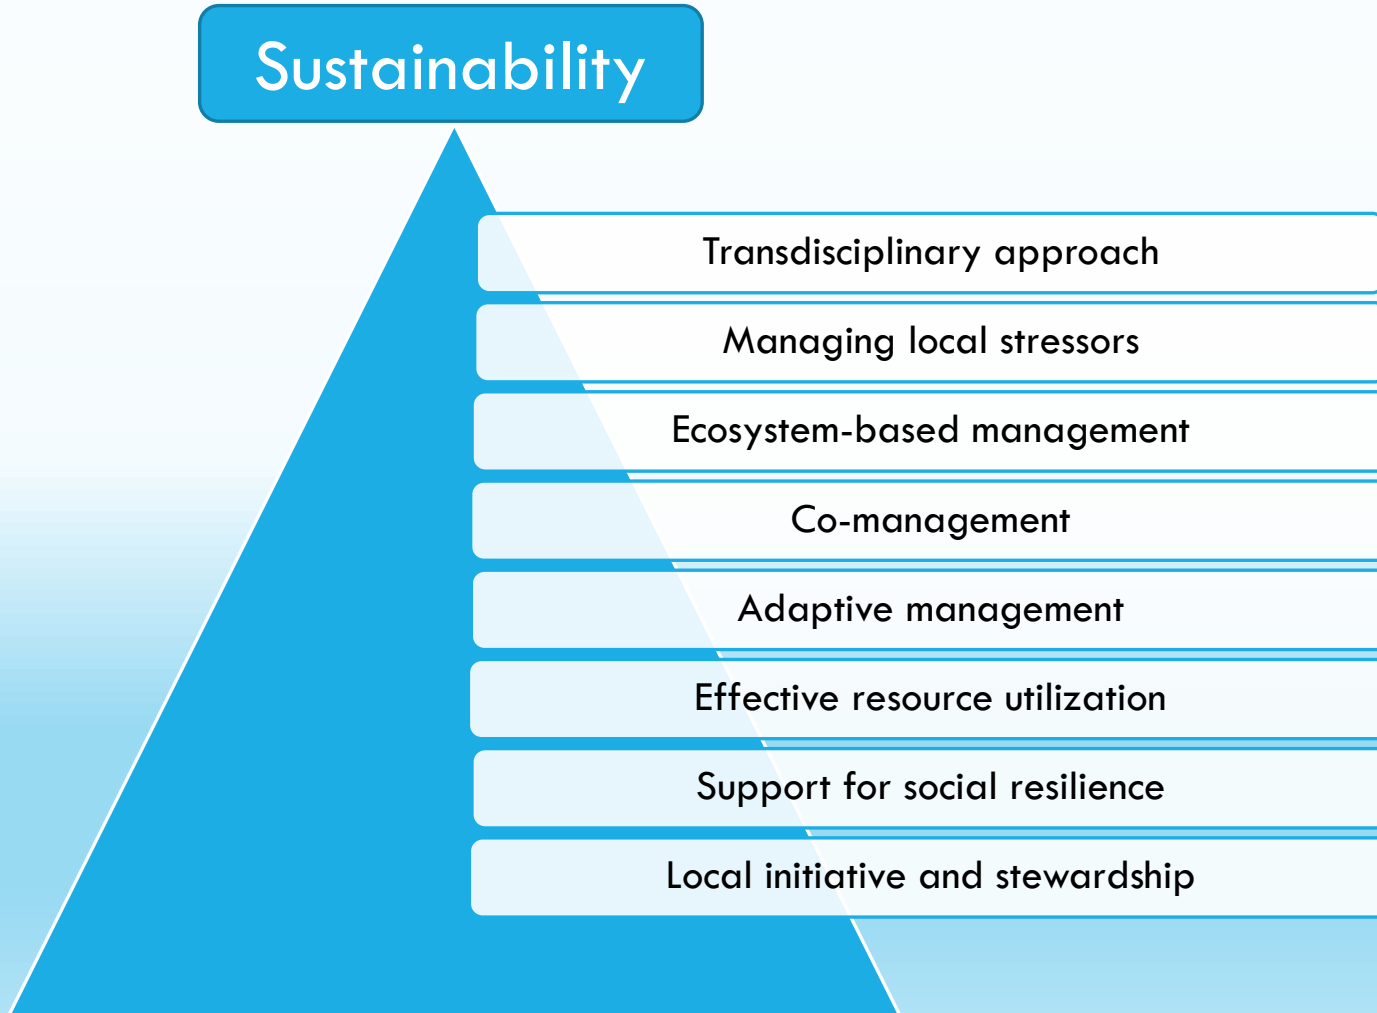 Sustainability
Transdisciplinary approach
Managing local stressors
Ecosystem-based management
Co-management
Adaptive management
Effective resource utilization
Support for social resilience
Local initiative and stewardship